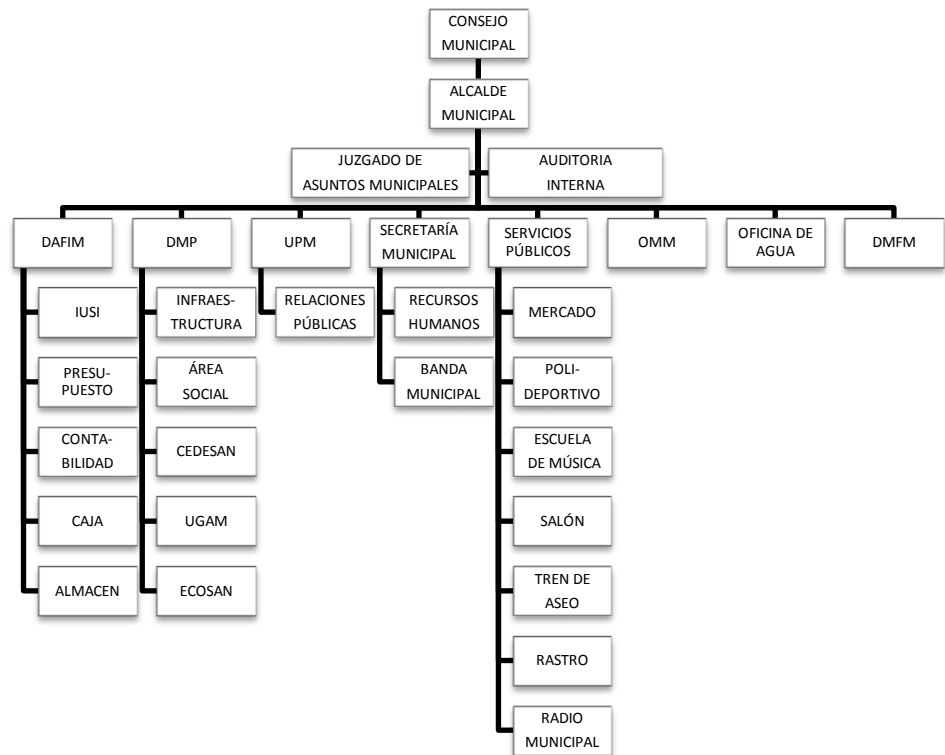 CONSEJO
MUNICIPAL
ALCALDE
MUNICIPAL
JUZGADO DE
ASUNTOS MUNICIPALES
AUDITORIA
INTERNA
DAFIM
IUSI
PRESU-
PUESTO
CONTA-
BILIDAD
CAJA
ALMACEN
DMP
INFRAES-
TRUCTURA
ÁREA
SOCIAL
CEDESAN
UGAM
ECOSAN
UPM
RELACIONES
PÚBLICAS
SECRETARÍA
MUNICIPAL
RECURSOS
HUMANOS
BANDA
MUNICIPAL
SERVICIOS
PÚBLICOS
MERCADO
POLI-
DEPORTIVO
ESCUELA
DE MÚSICA
SALÓN
TREN DE
ASEO
RASTRO
RADIO
MUNICIPAL
OMM
OFICINA DE
AGUA
DMFM